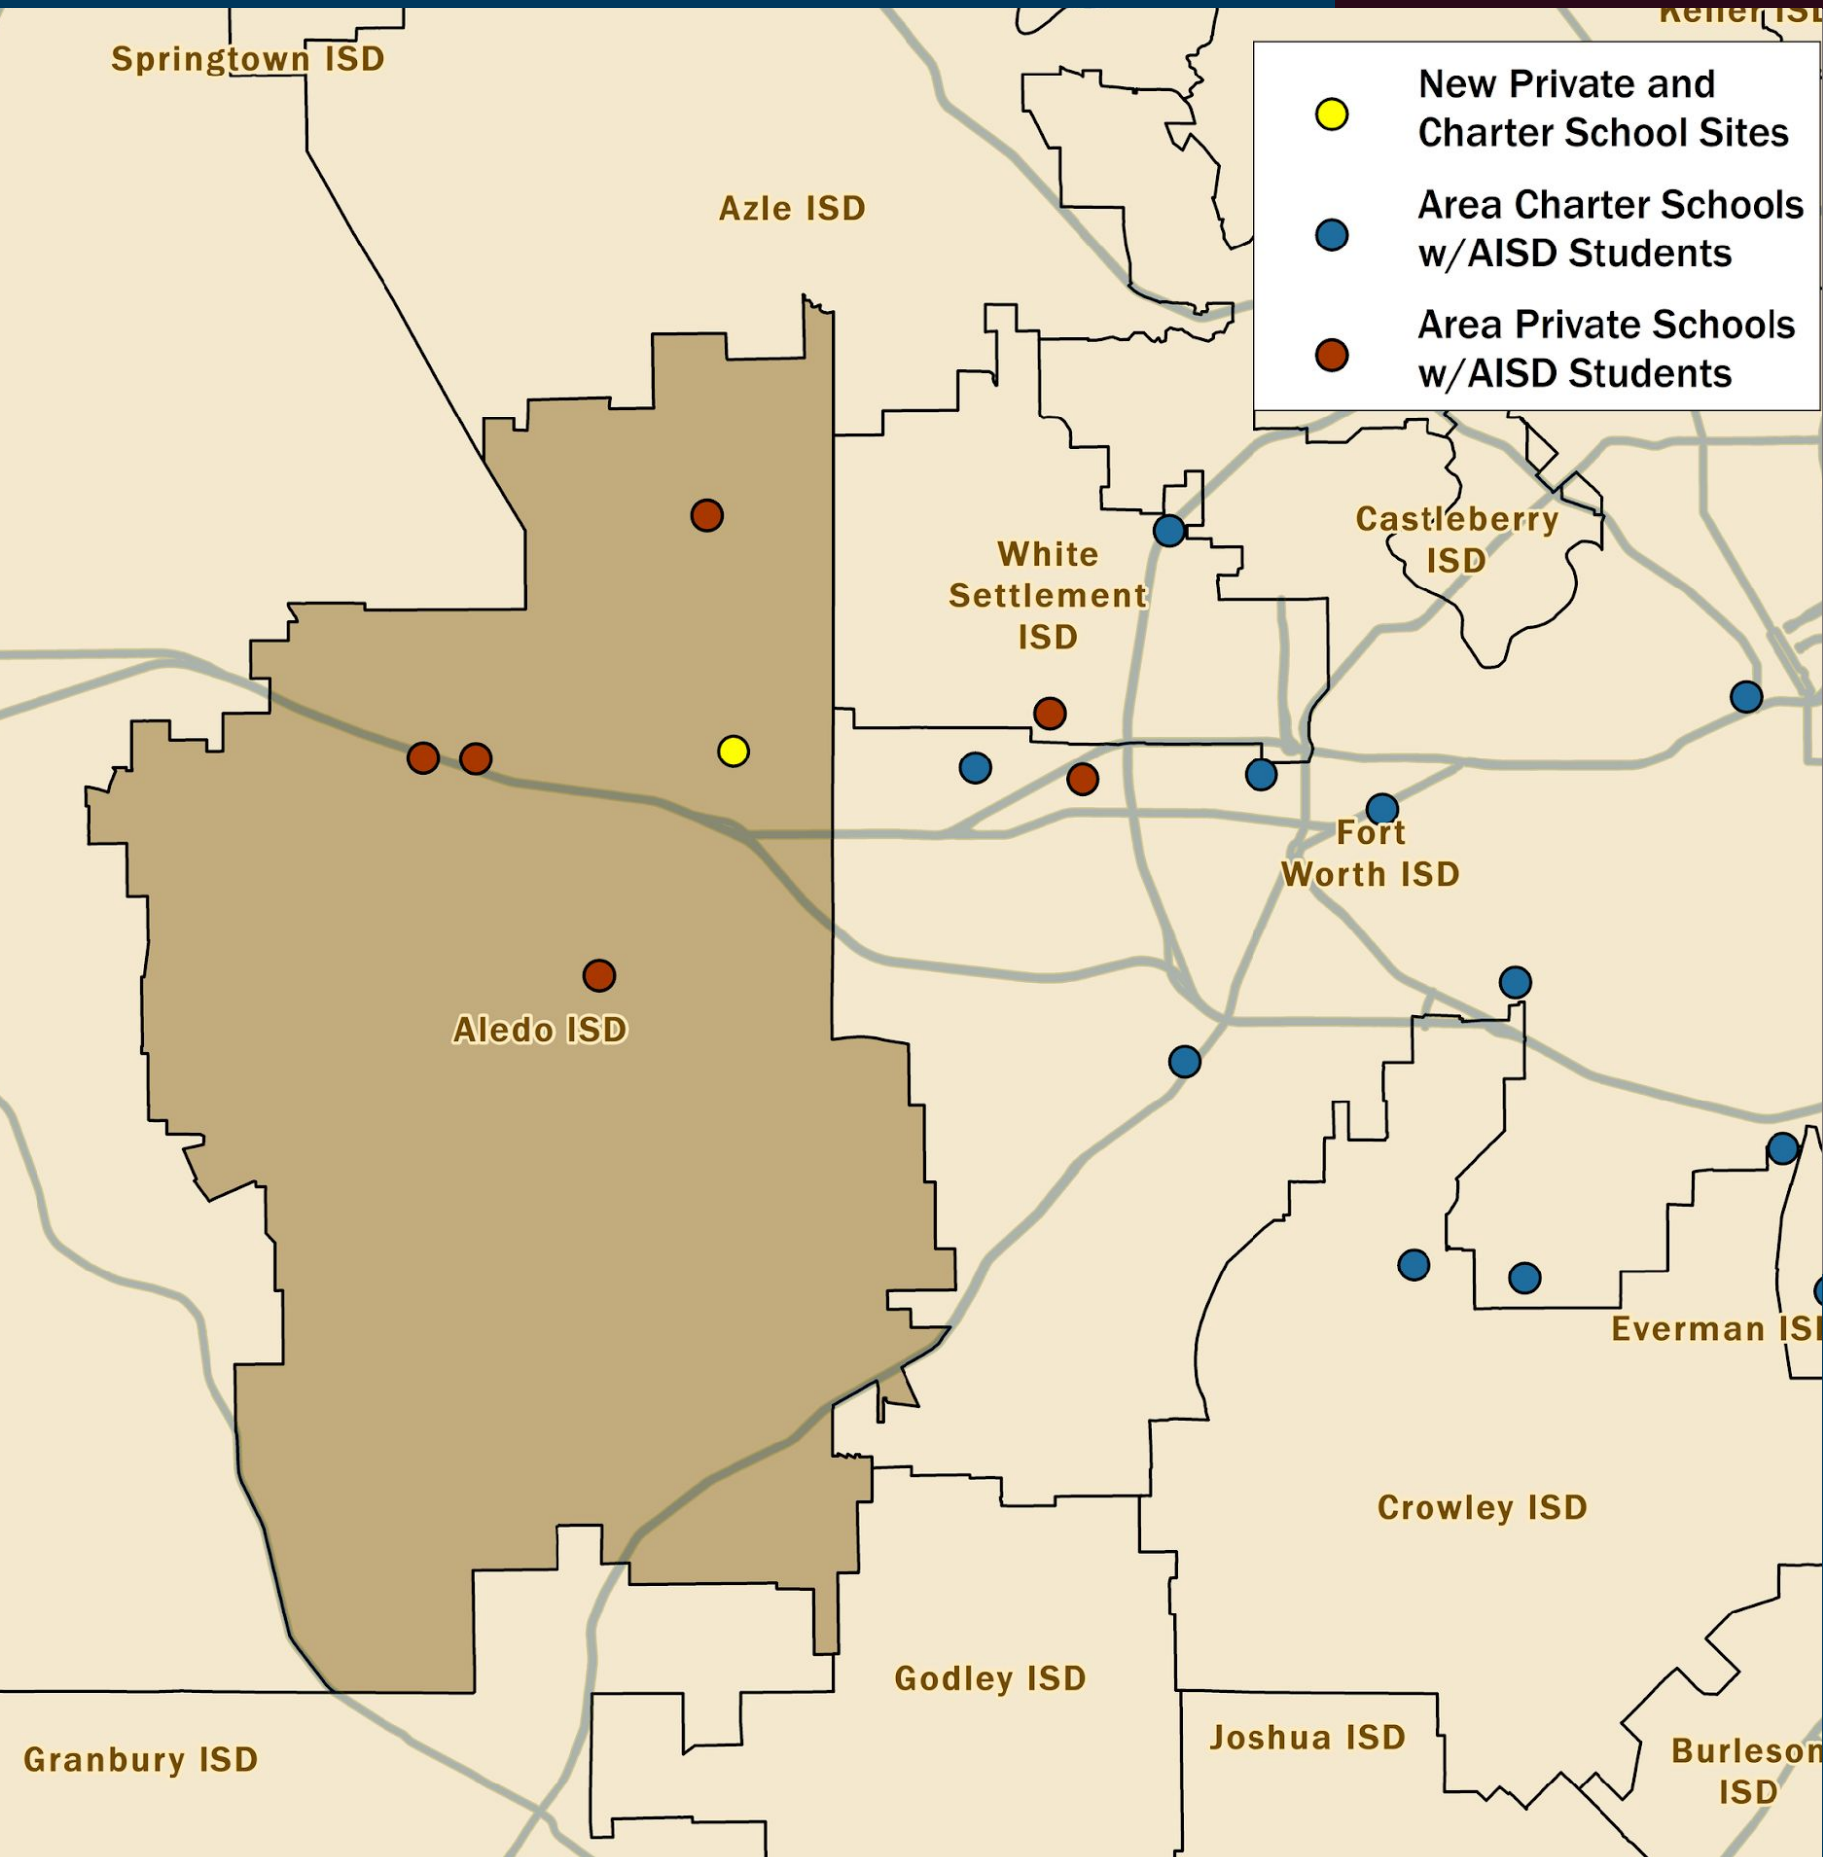 Keller ISD
Springtown ISD
New Private and
Charter School Sites
Area Charter Schools
w/AISD Students
Area Private Schools
w/AISD Students
Azle ISD
Castleberry
ISD
White
Settlement
ISD
Fort
Worth ISD
Aledo ISD
Everman ISD
Crowley ISD
Godley ISD
Joshua ISD
Granbury ISD
Burleson
ISD